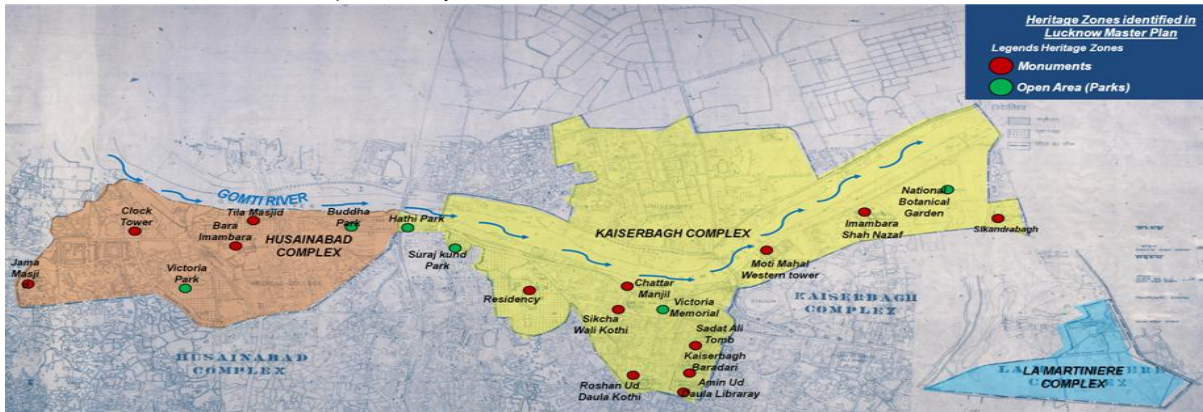 Heritage Zones identified in
Lucknow Master Plan
Legends Heritage Zones
Monuments
Open Area (Parks)
GOMTI RIVER
Clock
Tower
Tila Masjid
Bara
Imambara
Buddha
Park
HUSAINABAD
COMPLEX
Jama
Masji
Victoria
Park
Hathi Park
Suraj kund
Park
KAISERBAGH COMPLEX
National
Botanical
Garden
Imambara
Shah Nazaf
Sikandrabagh
Moti Mahal
Western tower
Residency
Chattar
Manjil
Sikcha
Wali Kothi
Victoria
Memorial
Sadat Ali
Tomb
Kaiserbagh
Baradari
Roshan Ud
Daula Kothi
Amin Ud
Daula Libraray
KAISERBAGH
COMPLEX
HUSAINABAD
COMPLEX
LA MARTINIERE
COMPLEX